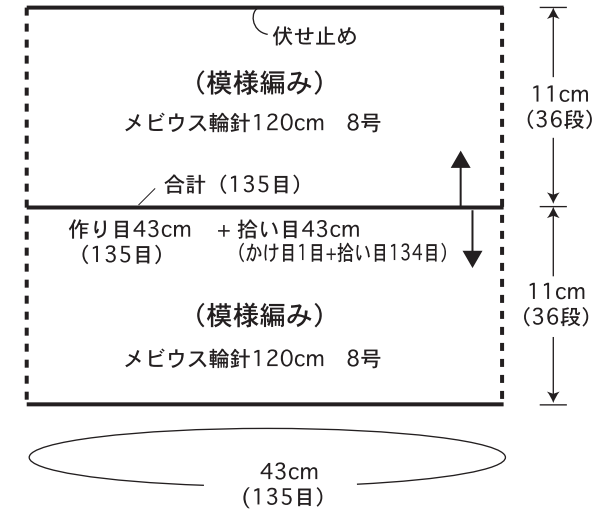 伏せ止め
（模様編み）
メビウス輪針120cm　8号
11cm
（36段）
合計（135目）
作り目43cm　+ 拾い目43cm
（135目）　（かけ目1目+拾い目134目）
（模様編み）
メビウス輪針120cm　8号
11cm
（36段）
43cm
（135目）